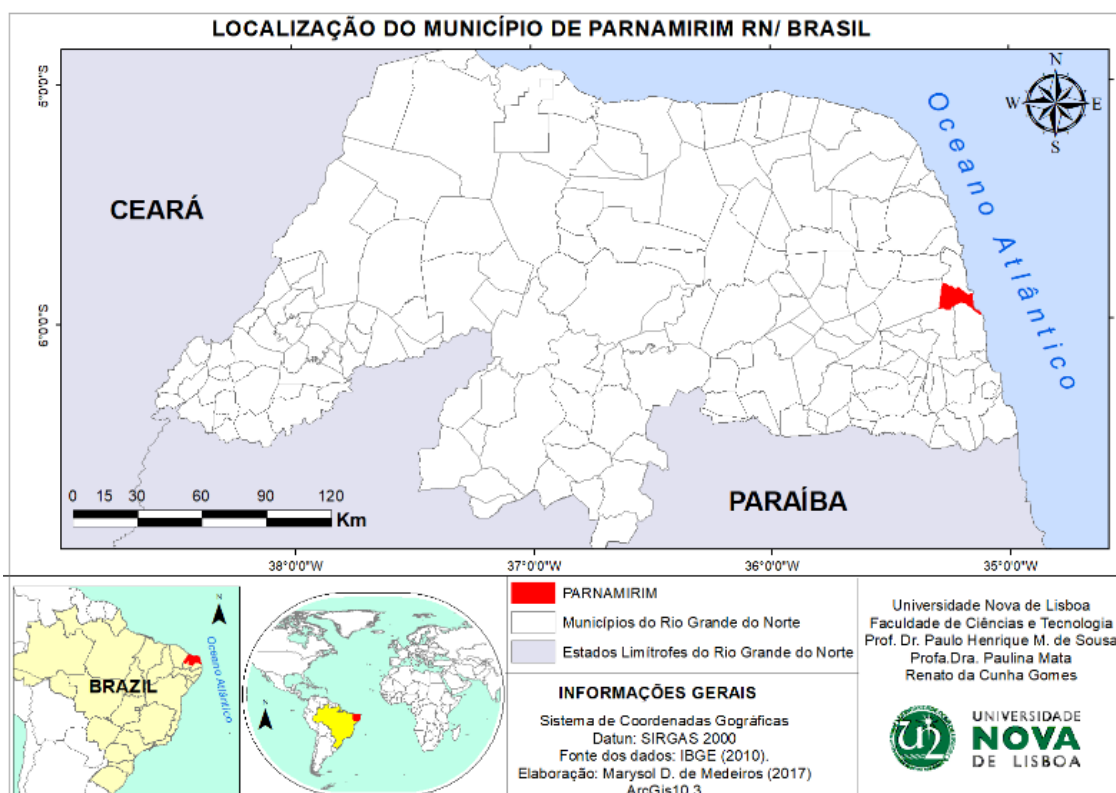 LOCALIZAÇÃO DO MUNICÍPIO DE PARNAMIRIM RN/ BRASIL
N
W E
S
Oceano Atlântico
CEARÁ
PARAÍBA
6°0'0"S
0 15 30 60 90 120
Km
38°0'0"W 37°0'0"W 36°0'0"W 35°0'0"W
N
BRAZIL
Oceano Atlântico
N
PARNAMIRIM
Municípios do Rio Grande do Norte
Estados Limítrofes do Rio Grande do Norte
INFORMAÇÕES GERAIS
Sistema de Coordenadas Gográficas
Datun: SIRGAS 2000
Fonte dos dados: IBGE (2010).
Elaboração: Marysol D. de Medeiros (2017)
ArcGis10.3
Universidade Nova de Lisboa
Faculdade de Ciências e Tecnologia
Prof. Dr. Paulo Henrique M. de Sousa
Profa.Dra. Paulina Mata
Renato da Cunha Gomes
UNIVERSIDADE
NOVA
DE LISBOA